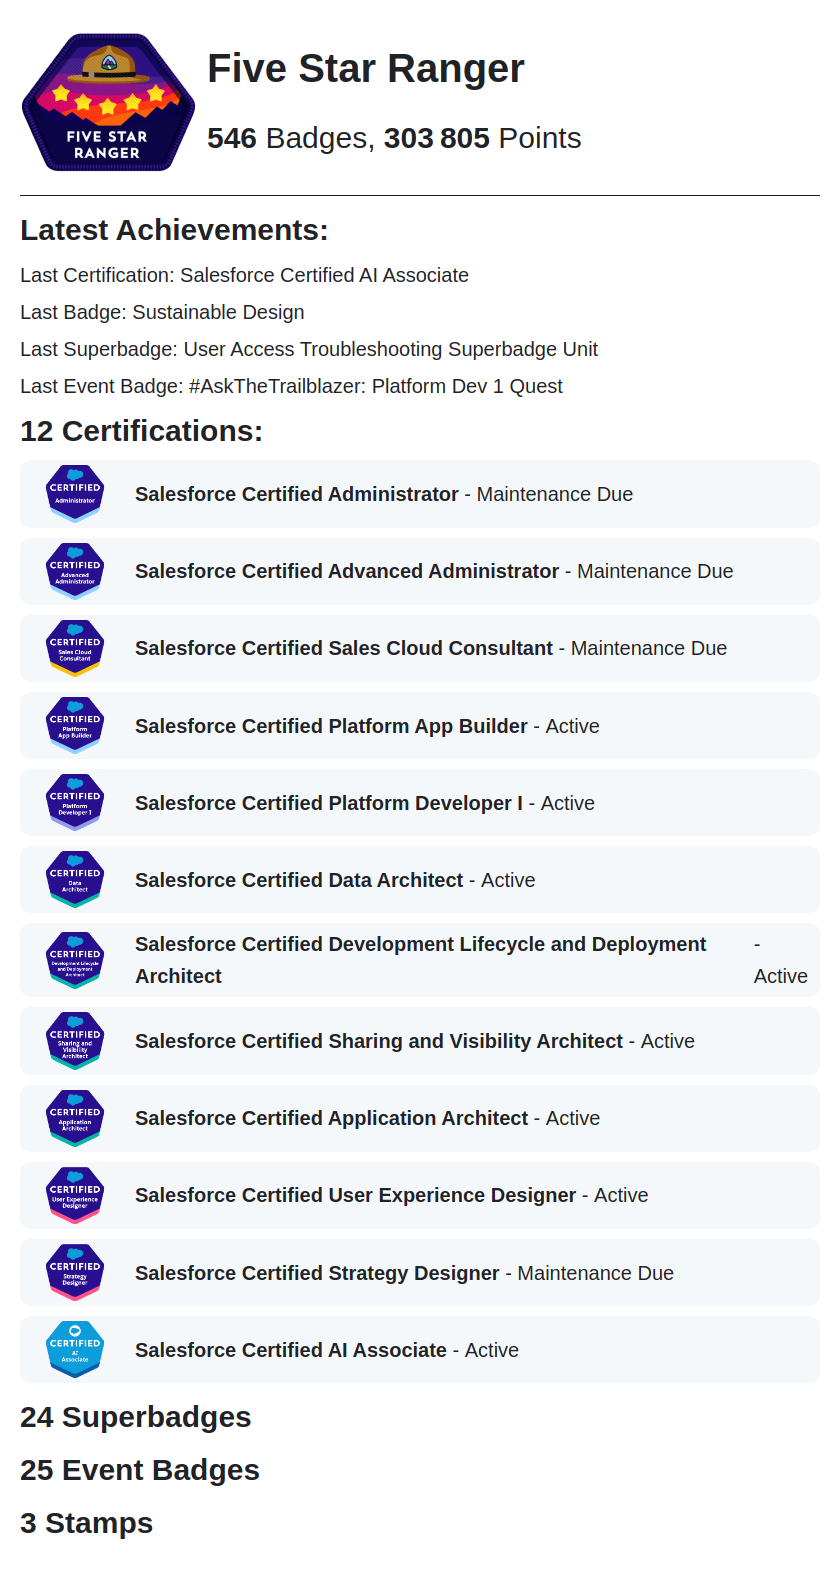 FIVE STAR
RANGER
Five Star Ranger
546 Badges, 303 805 Points
Latest Achievements:
Last Certification: Salesforce Certified AI Associate
Last Badge: Sustainable Design
Last Superbadge: User Access Troubleshooting Superbadge Unit
Last Event Badge: #AskTheTrailblazer: Platform Dev 1 Quest
12 Certifications:
CERTIFIED
Administrator
Salesforce Certified Administrator - Maintenance Due
CERTIFIED
Advanced
Administrator
Salesforce Certified Advanced Administrator - Maintenance Due
CERTIFIED
Sales Cloud
Consultant
Salesforce Certified Sales Cloud Consultant - Maintenance Due
CERTIFIED
Platform
App Builder
Salesforce Certified Platform App Builder - Active
CERTIFIED
Platform
Developer I
Salesforce Certified Platform Developer I - Active
CERTIFIED
Data
Architect
Salesforce Certified Data Architect - Active
CERTIFIED
Development Lifecycle
and Deployment
Architect
Salesforce Certified Development Lifecycle and Deployment -
Architect Active
CERTIFIED
Sharing and
Visibility
Architect
Salesforce Certified Sharing and Visibility Architect - Active
CERTIFIED
Application
Architect
Salesforce Certified Application Architect - Active
CERTIFIED
User Experience
Designer
Salesforce Certified User Experience Designer - Active
CERTIFIED
Strategy
Designer
Salesforce Certified Strategy Designer - Maintenance Due
CERTIFIED
AI
Associate
Salesforce Certified AI Associate - Active
24 Superbadges
25 Event Badges
3 Stamps